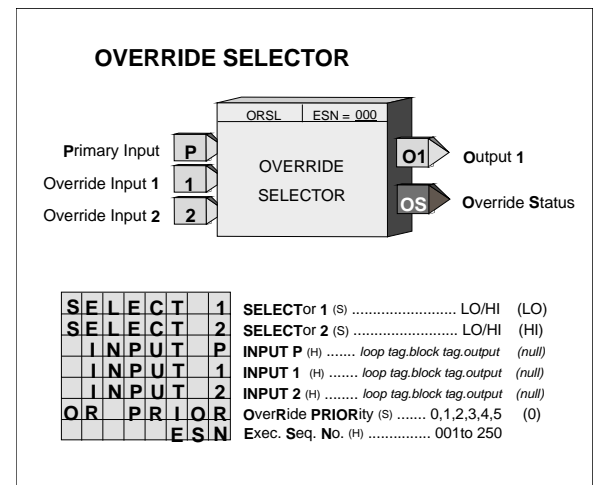 OVERRIDE SELECTOR
ORSL ESN = 000
Primary Input P
Override Input 1 1
Override Input 2 2
OVERRIDE
SELECTOR
O1 Output 1
OS Override Status
SELECT 1 SELECTor 1 (S) ......................... LO/HI (LO)
SELECT 2 SELECTor 2 (S) ......................... LO/HI (HI)
INPUT P INPUT P (H) ....... loop tag.block tag.output (null)
INPUT 1 INPUT 1 (H) ....... loop tag.block tag.output (null)
INPUT 2 INPUT 2 (H) ....... loop tag.block tag.output (null)
OR PRIOR OverRide PRIORity (S) ....... 0,1,2,3,4,5 (0)
ESN Exec. Seq. No. (H) ............... 001to 250